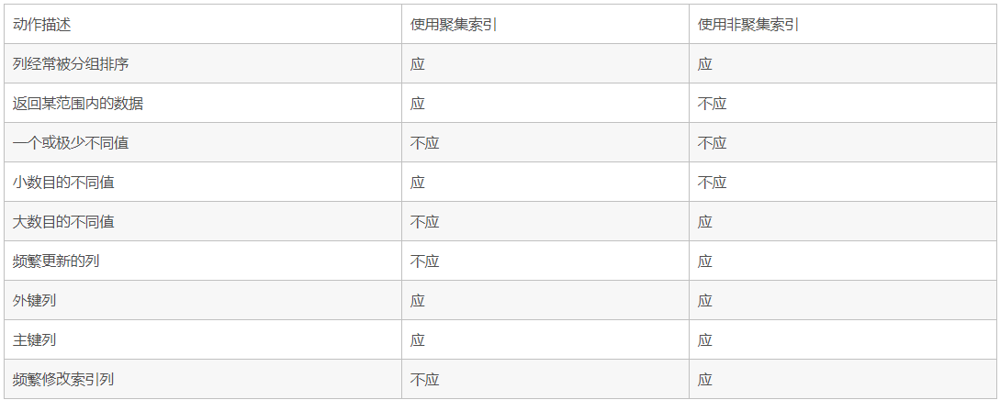 动作描述 使用聚集索引 使用非聚集索引
列经常被分组排序 应 应
返回某范围内的数据 应 不应
一个或极少不同值 不应 不应
小数目的不同值 应 不应
大数目的不同值 不应 应
频繁更新的列 不应 应
外键列 应 应
主键列 应 应
频繁修改索引列 不应 应